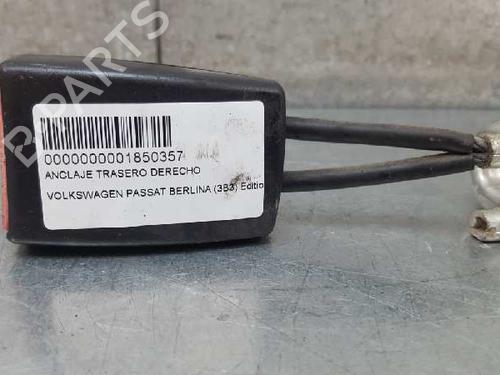 B-PARTS
0000000001850357
ANCLAJE TRASERO DERECHO
VOLKSWAGEN PASSAT BERLINA (3B3) Editio